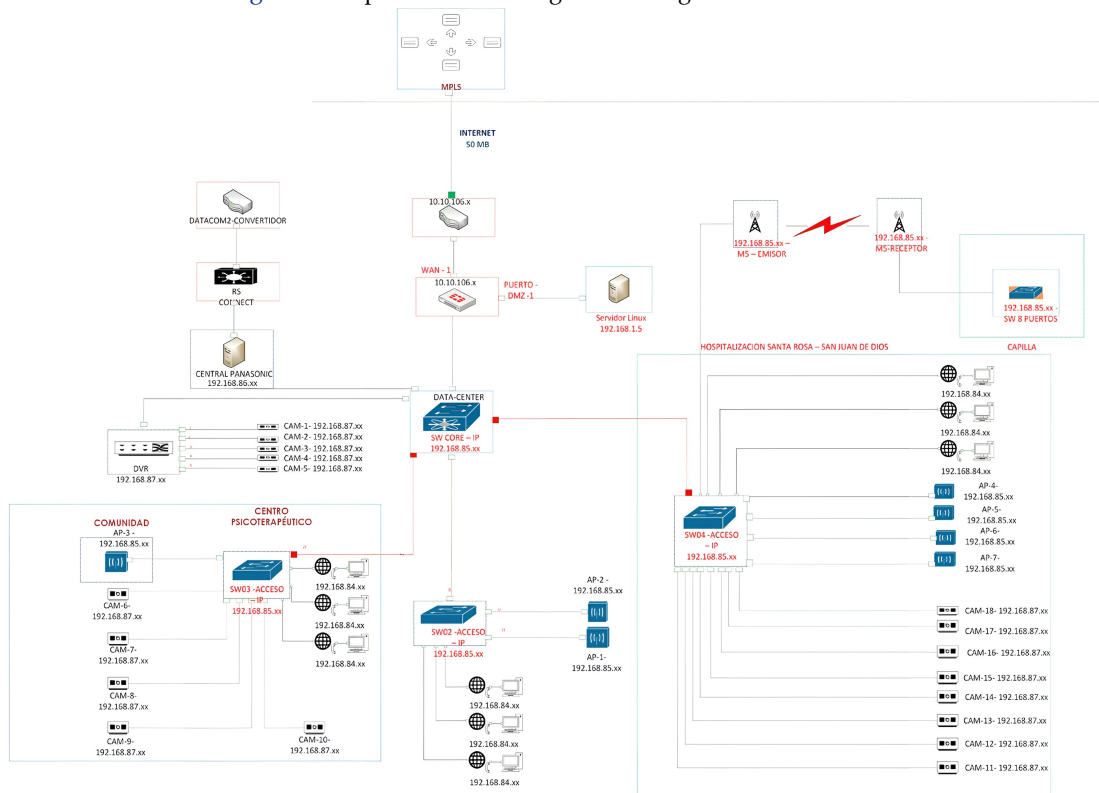 MPLS
INTERNET
50 MB
10.10.106.x
DATACOM2-CONVERTIDOR
192.168.85.xx –
M5 – EMISOR
192.168.85.xx -
M5-RECEPTOR
WAN - 1
10.10.106.x
PUERTO -
DMZ -1
RS
CONNECT
Servidor Linux
192.168.1.5
192.168.85.xx -
SW 8 PUERTOS
CAPILLA
HOSPITALIZACION SANTA ROSA – SAN JUAN DE DIOS
CENTRAL PANASONIC
192.168.86.xx
DATA-CENTER
SW CORE – IP
192.168.85.xx
192.168.84.xx
192.168.84.xx
192.168.84.xx
CAM-1- 192.168.87.xx
CAM-2- 192.168.87.xx
CAM-3- 192.168.87.xx
CAM-4- 192.168.87.xx
CAM-5- 192.168.87.xx
DVR
192.168.87.xx
AP-4-
192.168.85.xx
AP-5-
192.168.85.xx
AP-6-
192.168.85.xx
AP-7-
192.168.85.xx
SW04 -ACCESO
– IP
192.168.85.xx
COMUNIDAD
AP-3 -
192.168.85.xx
CENTRO
PSICOTERAPÉUTICO
SW03 -ACCESO
– IP
192.168.85.xx
192.168.84.xx
192.168.84.xx
192.168.84.xx
CAM-6-
192.168.87.xx
CAM-7-
192.168.87.xx
CAM-8-
192.168.87.xx
CAM-9-
192.168.87.xx
CAM-10-
192.168.87.xx
SW02 -ACCESO
– IP
192.168.85.xx
AP-2 -
192.168.85.xx
AP-1-
192.168.85.xx
192.168.84.xx
192.168.84.xx
192.168.84.xx
CAM-18- 192.168.87.xx
CAM-17- 192.168.87.xx
CAM-16- 192.168.87.xx
CAM-15- 192.168.87.xx
CAM-14- 192.168.87.xx
CAM-13- 192.168.87.xx
CAM-12- 192.168.87.xx
CAM-11- 192.168.87.xx